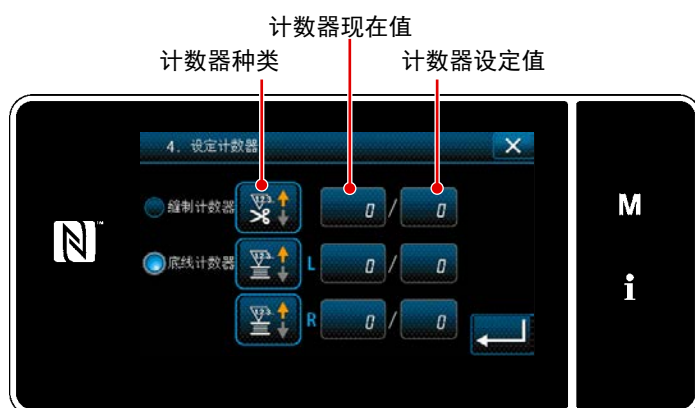 计数器现在值
计数器种类
计数器设定值
4. 设定计数器
缝制计数器
0 / 0
M
底线计数器
L 0 / 0
i
R 0 / 0